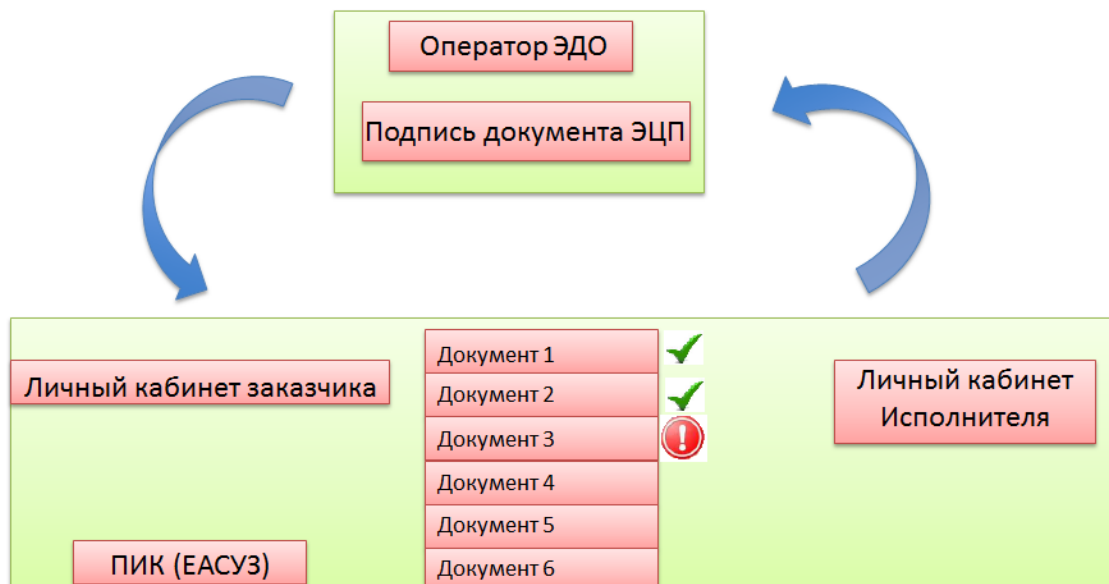 Оператор ЭДО
Подпись документа ЭЦП
Личный кабинет заказчика
Документ 1
Документ 2
Документ 3
Документ 4
Документ 5
Документ 6
Личный кабинет
Исполнителя
ПИК (ЕАСУЗ)